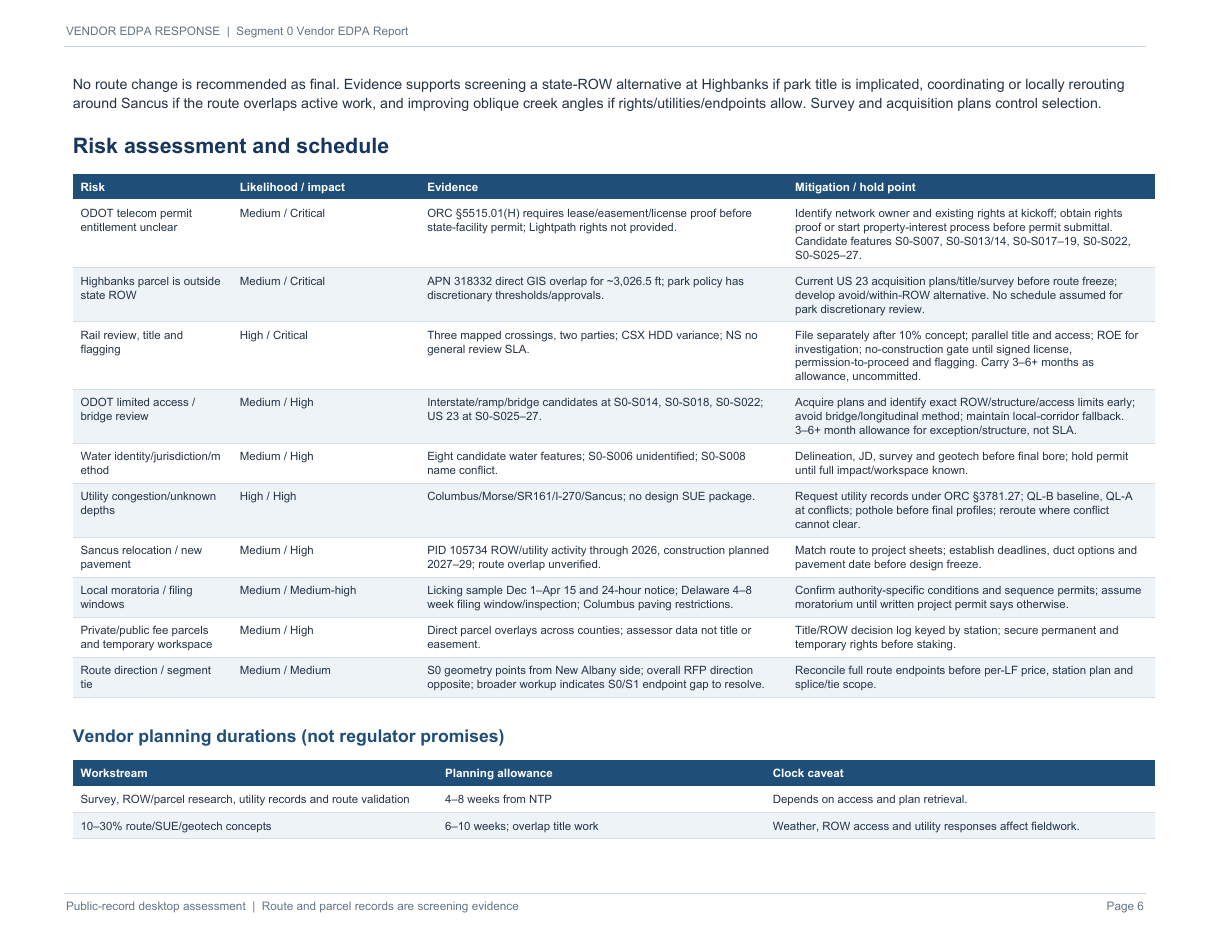 VENDOR EDPA RESPONSE | Segment 0 Vendor EDPA Report
No route change is recommended as final. Evidence supports screening a state-ROW alternative at Highbanks if park title is implicated, coordinating or locally rerouting
around Sancus if the route overlaps active work, and improving oblique creek angles if rights/utilities/endpoints allow. Survey and acquisition plans control selection.
Risk assessment and schedule
Risk
Likelihood / impact
Evidence
Mitigation / hold point
ODOT telecom permit
entitlement unclear
Medium / Critical
ORC §5515.01(H) requires lease/easement/license proof before
state-facility permit; Lightpath rights not provided.
Identify network owner and existing rights at kickoff; obtain rights
proof or start property-interest process before permit submittal.
Candidate features S0-S007, S0-S013/14, S0-S017–19, S0-S022,
S0-S025–27.
Highbanks parcel is outside
state ROW
Medium / Critical
APN 318332 direct GIS overlap for ~3,026.5 ft; park policy has
discretionary thresholds/approvals.
Current US 23 acquisition plans/title/survey before route freeze;
develop avoid/within-ROW alternative. No schedule assumed for
park discretionary review.
Rail review, title and
flagging
High / Critical
Three mapped crossings, two parties; CSX HDD variance; NS no
general review SLA.
File separately after 10% concept; parallel title and access; ROE for
investigation; no-construction gate until signed license,
permission-to-proceed and flagging. Carry 3–6+ months as
allowance, uncommitted.
ODOT limited access /
bridge review
Medium / High
Interstate/ramp/bridge candidates at S0-S014, S0-S018, S0-S022;
US 23 at S0-S025–27.
Acquire plans and identify exact ROW/structure/access limits early;
avoid bridge/longitudinal method; maintain local-corridor fallback.
3–6+ month allowance for exception/structure, not SLA.
Water identity/jurisdiction/m
ethod
Medium / High
Eight candidate water features; S0-S006 unidentified; S0-S008
name conflict.
Delineation, JD, survey and geotech before final bore; hold permit
until full impact/workspace known.
Utility congestion/unknown
depths
High / High
Columbus/Morse/SR161/I-270/Sancus; no design SUE package.
Request utility records under ORC §3781.27; QL-B baseline, QL-A
at conflicts; pothole before final profiles; reroute where conflict
cannot clear.
Sancus relocation / new
pavement
Medium / High
PID 105734 ROW/utility activity through 2026, construction planned
2027–29; route overlap unverified.
Match route to project sheets; establish deadlines, duct options and
pavement date before design freeze.
Local moratoria / filing
windows
Medium / Medium-high
Licking sample Dec 1–Apr 15 and 24-hour notice; Delaware 4–8
week filing window/inspection; Columbus paving restrictions.
Confirm authority-specific conditions and sequence permits; assume
moratorium until written project permit says otherwise.
Private/public fee parcels
and temporary workspace
Medium / High
Direct parcel overlays across counties; assessor data not title or
easement.
Title/ROW decision log keyed by station; secure permanent and
temporary rights before staking.
Route direction / segment
tie
Medium / Medium
S0 geometry points from New Albany side; overall RFP direction
opposite; broader workup indicates S0/S1 endpoint gap to resolve.
Reconcile full route endpoints before per-LF price, station plan and
splice/tie scope.
Vendor planning durations (not regulator promises)
Workstream
Planning allowance
Clock caveat
Survey, ROW/parcel research, utility records and route validation
4–8 weeks from NTP
Depends on access and plan retrieval.
10–30% route/SUE/geotech concepts
6–10 weeks; overlap title work
Weather, ROW access and utility responses affect fieldwork.
Public-record desktop assessment | Route and parcel records are screening evidence
Page 6